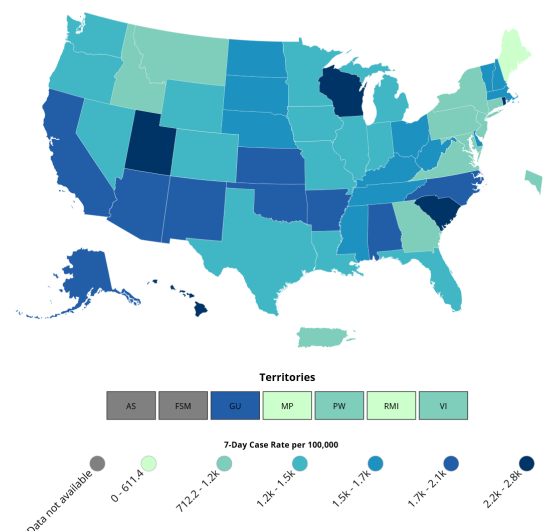 Territories
AS FSM GU MP PW RMI VI
7-Day Case Rate per 100,000
Data not available 0 - 611.4 712.2 - 1.2k 1.2k - 1.5k 1.5k - 1.7k 1.7k - 2.1k 2.2k - 2.8k